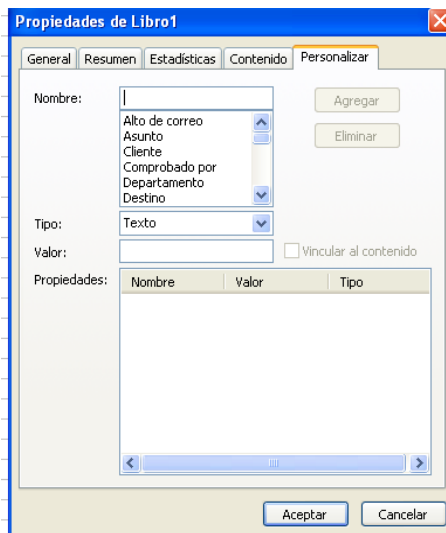 Propiedades de Libro1
General Resumen Estadísticas Contenido Personalizar
Nombre: Agregar
Alto de correo
Asunto Eliminar
Cliente
Comprobado por
Departamento
Destino
Tipo: Texto
Valor: Vincular al contenido
Propiedades: Nombre Valor Tipo
Aceptar Cancelar